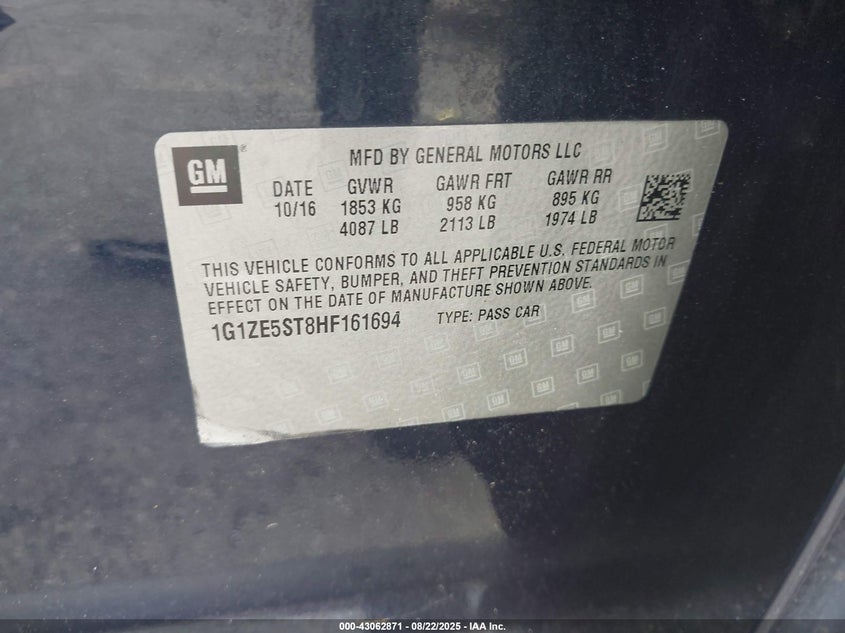 GM
®
MFD BY GENERAL MOTORS LLC
DATE GVWR GAWR FRT GAWR RR
10/16 1853 KG 958 KG 895 KG
4087 LB 2113 LB 1974 LB
THIS VEHICLE CONFORMS TO ALL APPLICABLE U.S. FEDERAL MOTOR
VEHICLE SAFETY, BUMPER, AND THEFT PREVENTION STANDARDS IN
EFFECT ON THE DATE OF MANUFACTURE SHOWN ABOVE.
1G1ZE5ST8HF161694 TYPE: PASS CAR
000-43062871 - 08/22/2025 - IAA Inc.